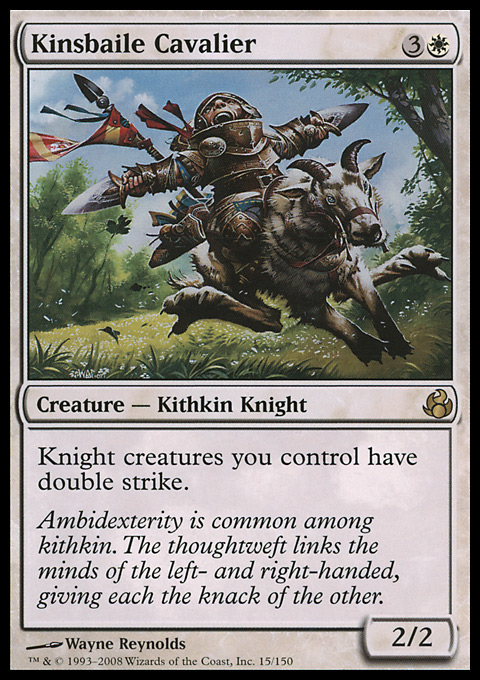 Kinsbaile Cavalier 3
Creature — Kithkin Knight
Knight creatures you control have
double strike.
Ambidexterity is common among
kithkin. The thoughtweft links the
minds of the left- and right-handed,
giving each the knack of the other.
2/2
Wayne Reynolds
™ & © 1993–2008 Wizards of the Coast, Inc. 15/150